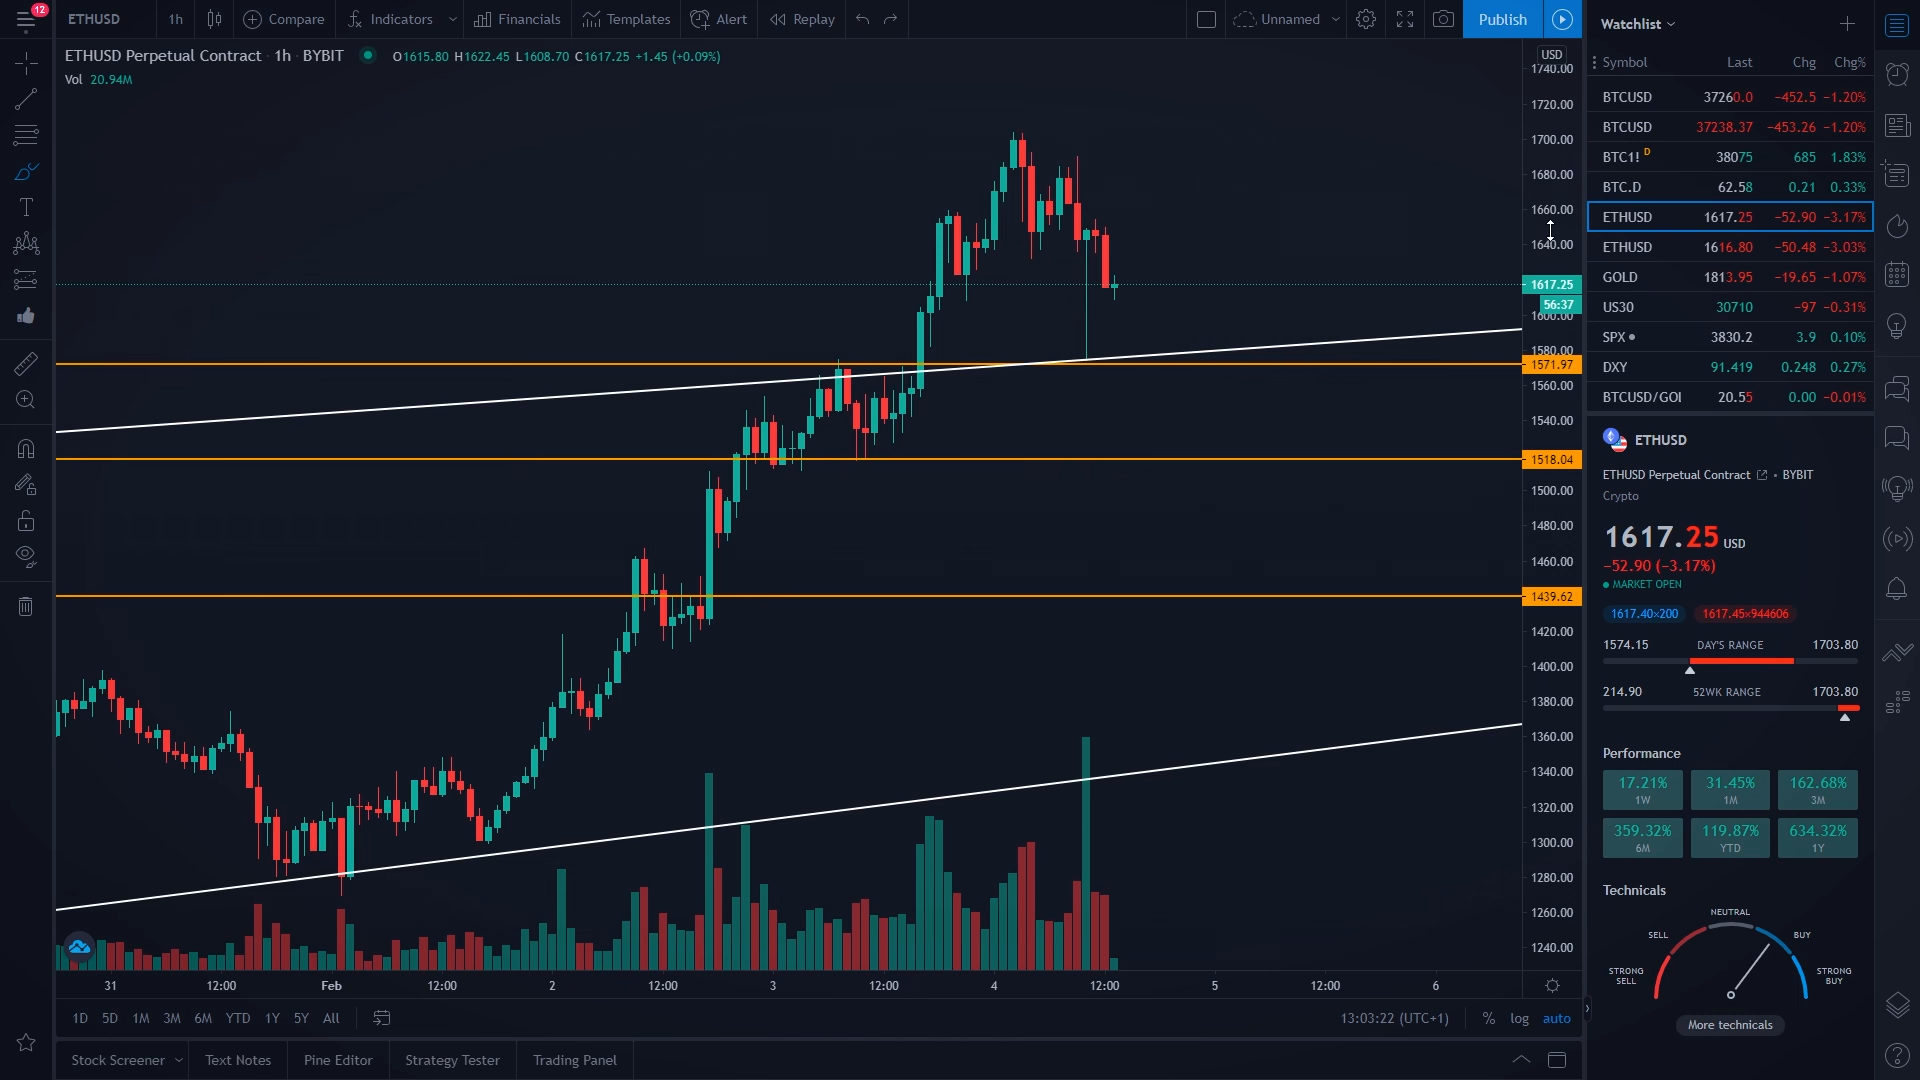 12
ETHUSD 1h Compare Indicators Financials Templates Alert Replay Unnamed Publish
ETHUSD Perpetual Contract · 1h · BYBIT O1615.80 H1622.45 L1608.70 C1617.25 +1.45 (+0.09%)
Vol 20.94M
USD
1740.00
1720.00
1700.00
1680.00
1660.00
1640.00
1617.25
56:37
1600.00
1580.00
1571.97
1560.00
1540.00
1518.04
1500.00
1480.00
1460.00
1439.62
1420.00
1400.00
1380.00
1360.00
1340.00
1320.00
1300.00
1280.00
1260.00
1240.00
31 12:00 Feb 12:00 2 12:00 3 12:00 4 12:00 5 12:00 6
1D 5D 1M 3M 6M YTD 1Y 5Y All 13:03:22 (UTC+1) % log auto
Stock Screener Text Notes Pine Editor Strategy Tester Trading Panel
Watchlist
Symbol Last Chg Chg%
BTCUSD 37260.0 −452.5 −1.20%
BTCUSD 37238.37 −453.26 −1.20%
BTC1! D 38075 685 1.83%
BTC.D 62.58 0.21 0.33%
ETHUSD 1617.25 −52.90 −3.17%
ETHUSD 1616.80 −50.48 −3.03%
GOLD 1813.95 −19.65 −1.07%
US30 30710 −97 −0.31%
SPX 3830.2 3.9 0.10%
DXY 91.419 0.248 0.27%
BTCUSD/GOL 20.55 0.00 −0.01%
ETHUSD
ETHUSD Perpetual Contract • BYBIT
Crypto
1617.25 USD
−52.90 (−3.17%)
MARKET OPEN
1617.40×200 1617.45×944606
1574.15 DAY'S RANGE 1703.80
214.90 52WK RANGE 1703.80
Performance
17.21% 31.45% 162.68%
1W 1M 3M
359.32% 119.87% 634.32%
6M YTD 1Y
Technicals
NEUTRAL
SELL BUY
STRONG SELL STRONG BUY
More technicals